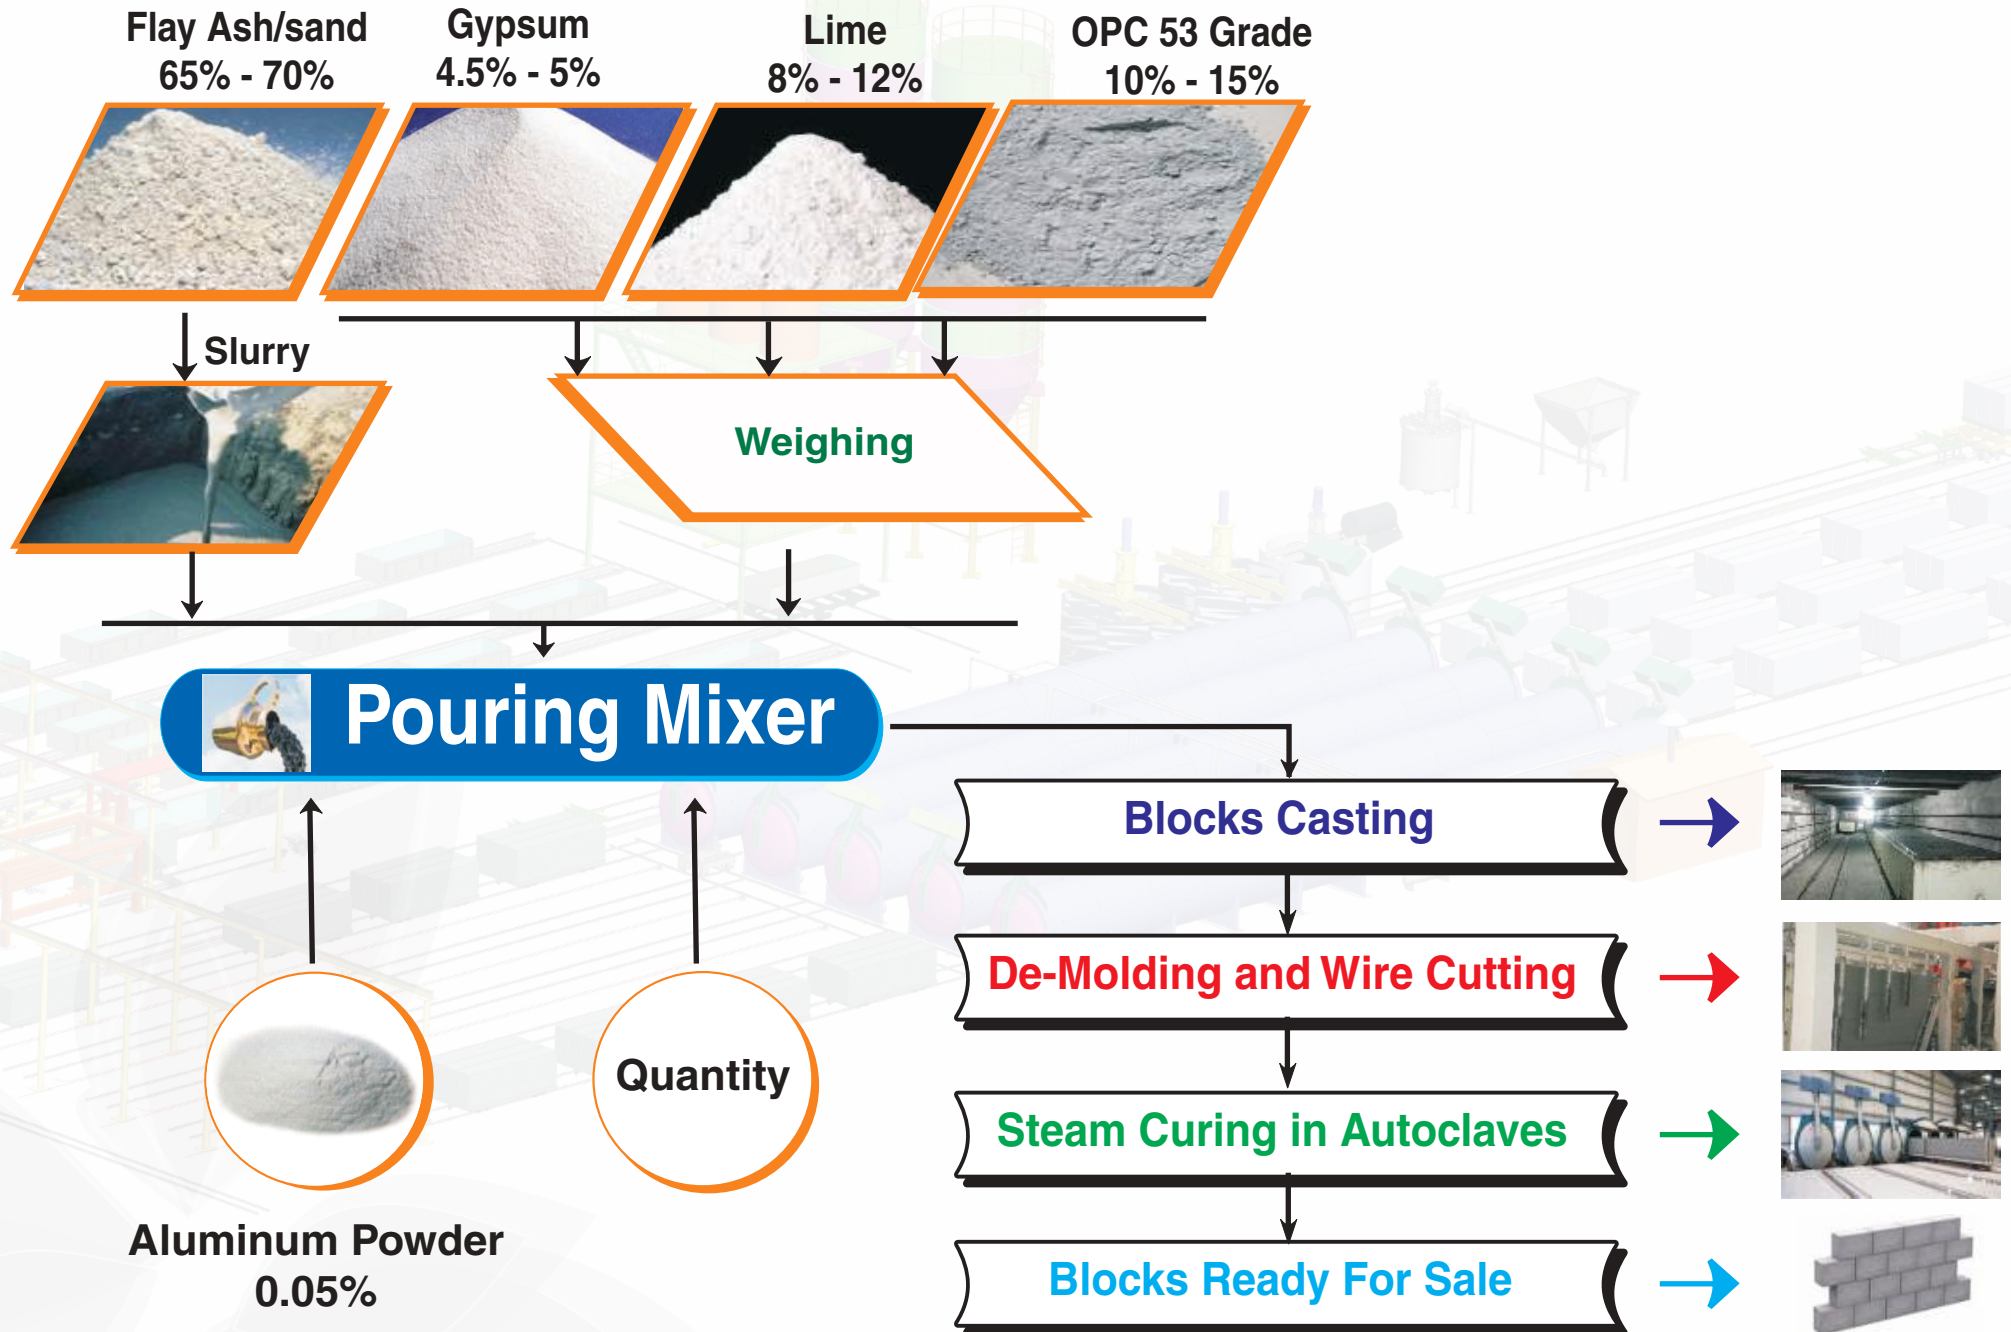 Flay Ash/sand
65% - 70%
Gypsum
4.5% - 5%
Lime
8% - 12%
OPC 53 Grade
10% - 15%
Slurry
Weighing
Pouring Mixer
Blocks Casting
De-Molding and Wire Cutting
Quantity
Steam Curing in Autoclaves
Aluminum Powder
0.05%
Blocks Ready For Sale